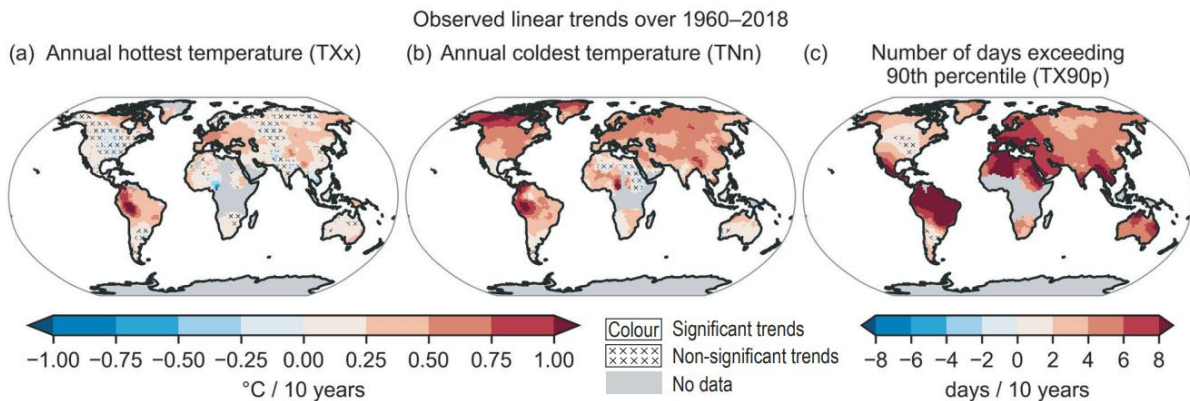 Observed linear trends over 1960–2018
(a) Annual hottest temperature (TXx)
(b) Annual coldest temperature (TNn)
(c) Number of days exceeding
90th percentile (TX90p)
−1.00 −0.75 −0.50 −0.25 0.00 0.25 0.50 0.75 1.00
°C / 10 years
Colour Significant trends
Non-significant trends
No data
−8 −6 −4 −2 0 2 4 6 8
days / 10 years